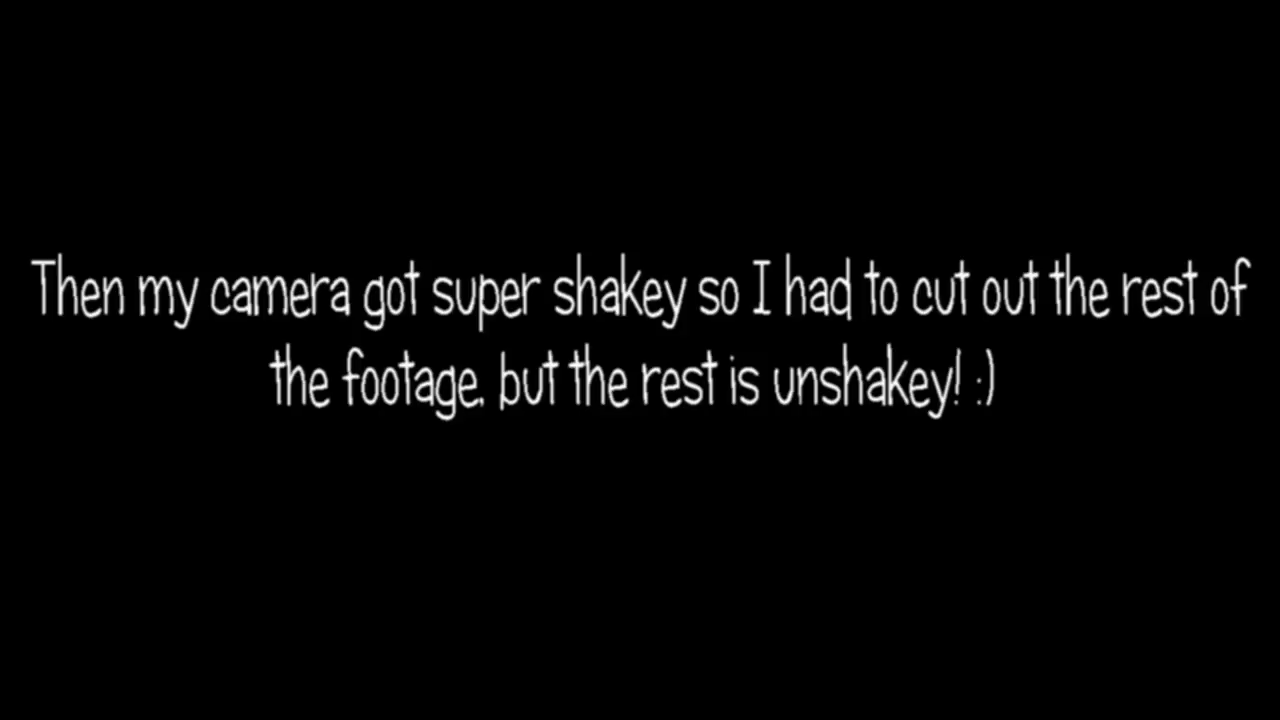 Then my camera got super shakey so I had to cut out the rest of
the footage, but the rest is unshakey! :)